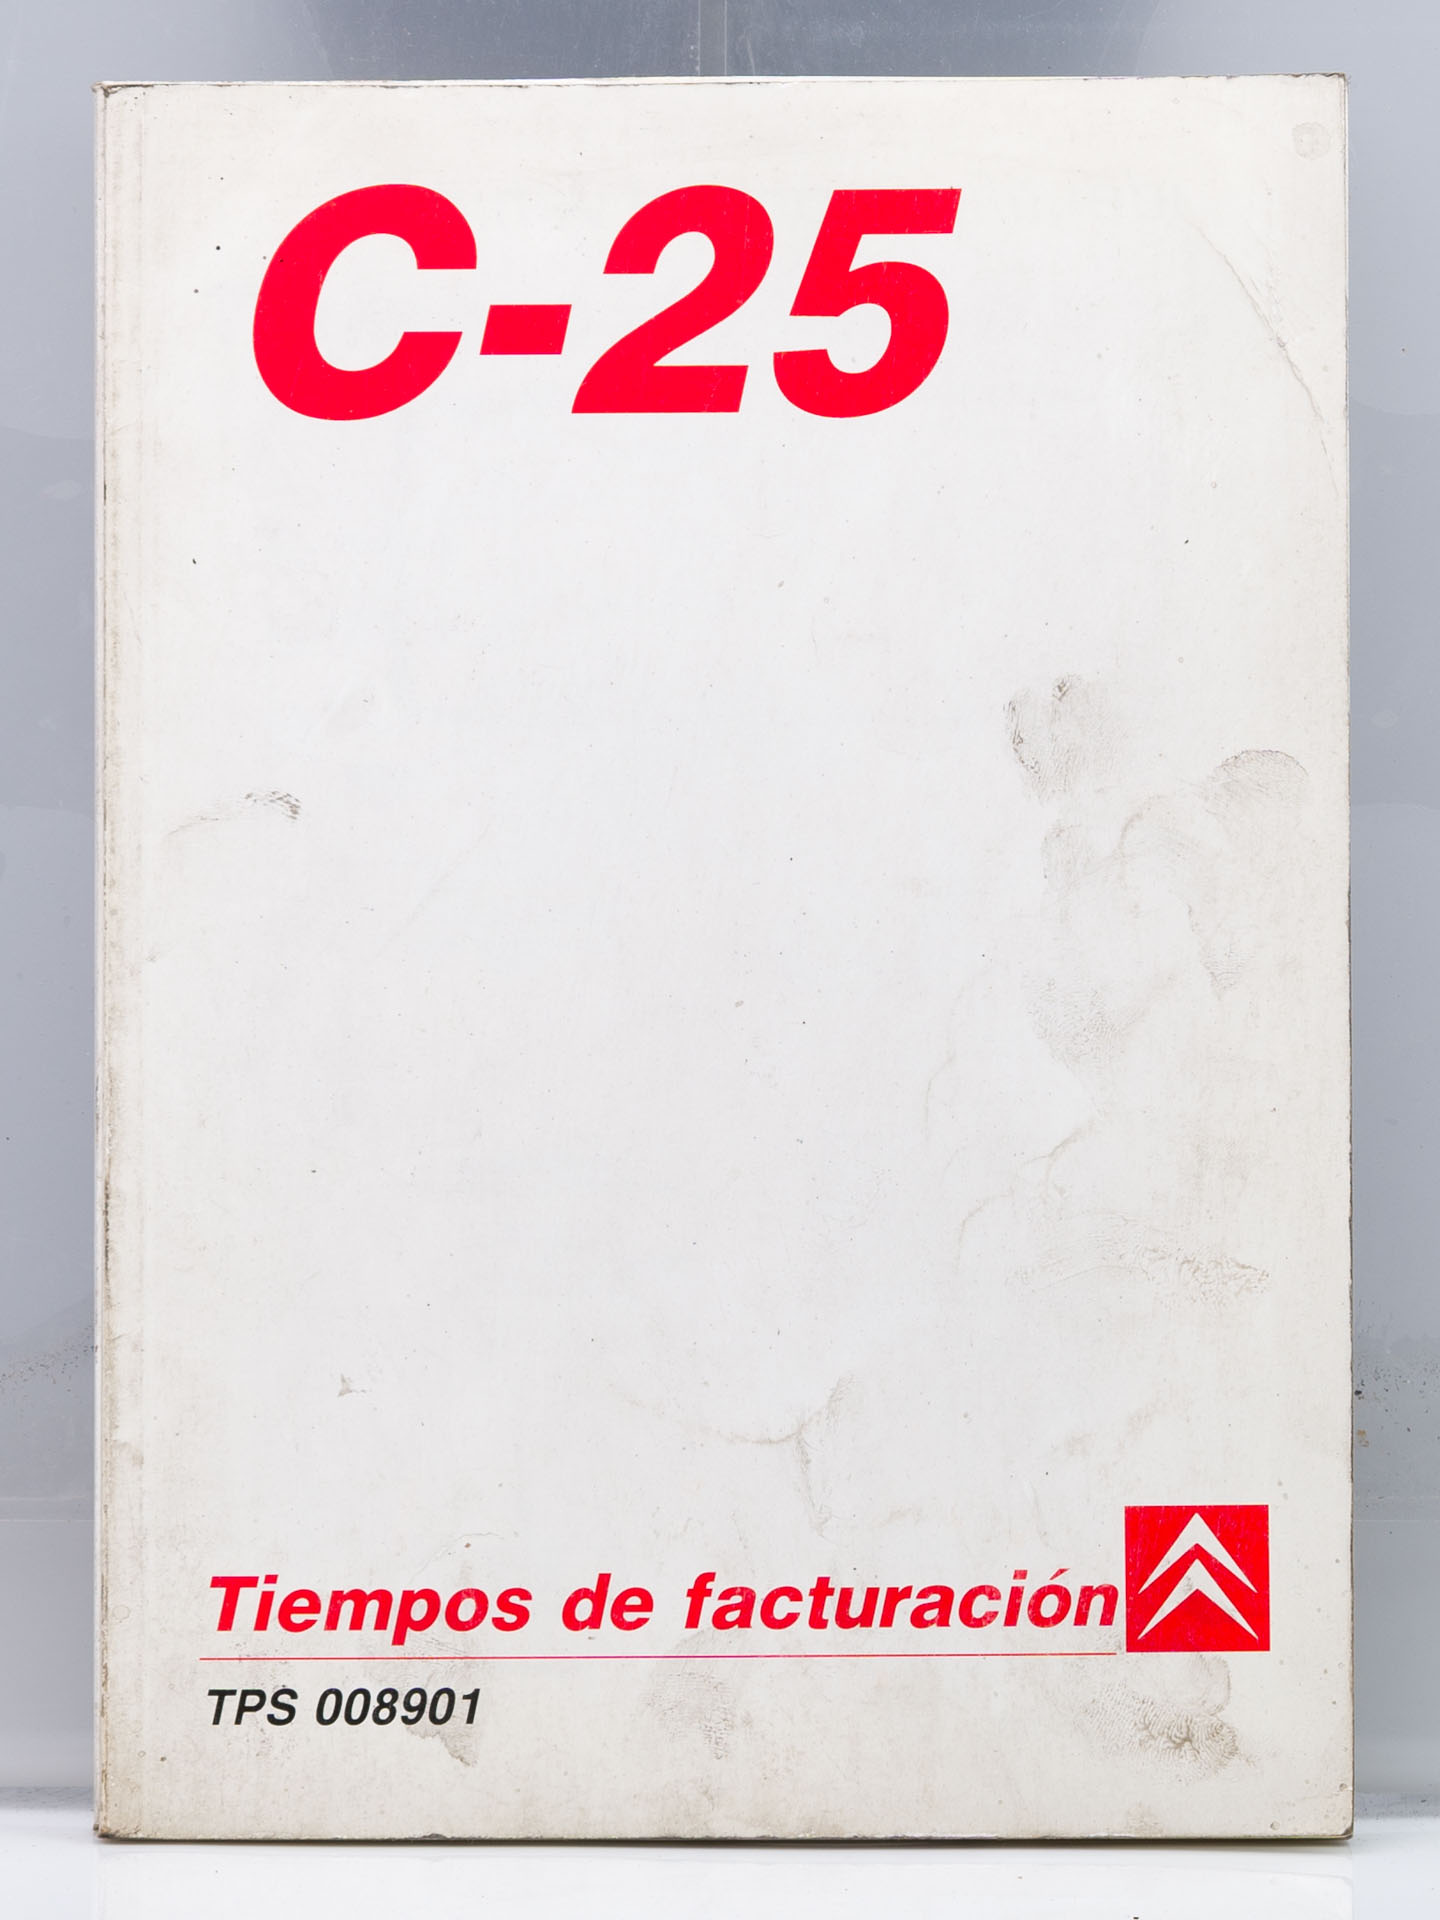 C-25
Tiempos de facturación
TPS 008901